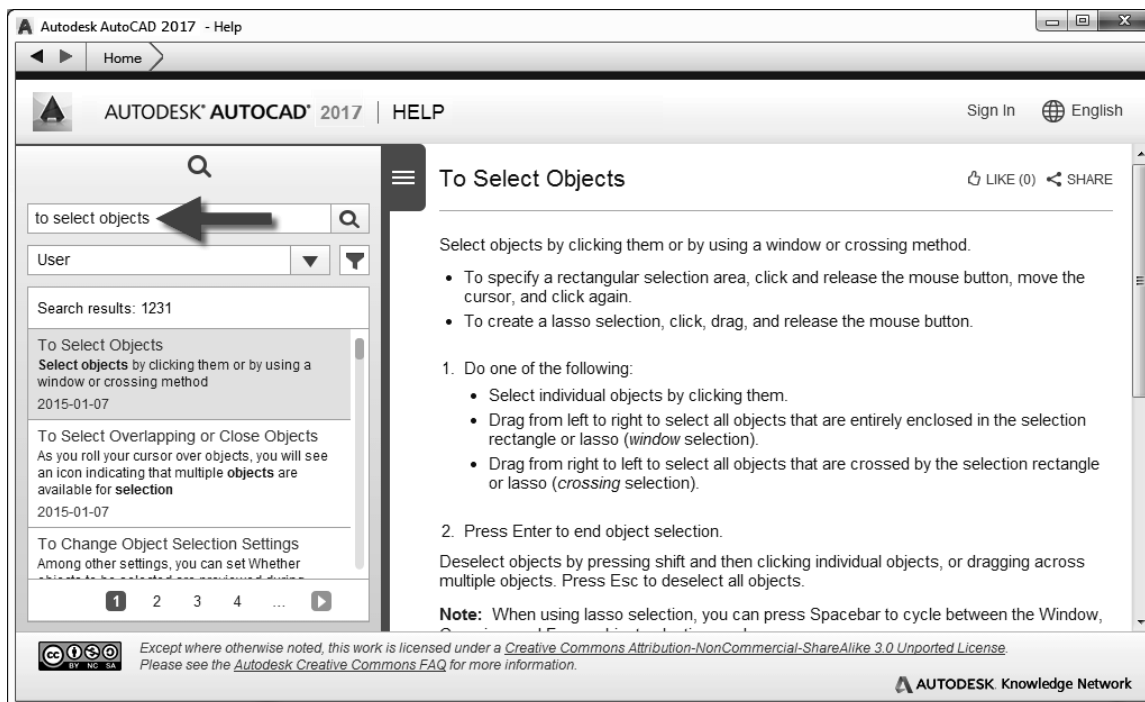 Autodesk AutoCAD 2017 - Help
Home
AUTODESK® AUTOCAD® 2017 | HELP
Sign In
English
to select objects
User
Search results: 1231
To Select Objects
Select objects by clicking them or by using a
window or crossing method
2015-01-07
To Select Overlapping or Close Objects
As you roll your cursor over objects, you will see
an icon indicating that multiple objects are
available for selection
2015-01-07
To Change Object Selection Settings
Among other settings, you can set Whether
1 2 3 4 ...
To Select Objects
LIKE (0) SHARE
Select objects by clicking them or by using a window or crossing method.
• To specify a rectangular selection area, click and release the mouse button, move the
cursor, and click again.
• To create a lasso selection, click, drag, and release the mouse button.
1. Do one of the following:
• Select individual objects by clicking them.
• Drag from left to right to select all objects that are entirely enclosed in the selection
rectangle or lasso (window selection).
• Drag from right to left to select all objects that are crossed by the selection rectangle
or lasso (crossing selection).
2. Press Enter to end object selection.
Deselect objects by pressing shift and then clicking individual objects, or dragging across
multiple objects. Press Esc to deselect all objects.
Note: When using lasso selection, you can press Spacebar to cycle between the Window,
cc BY NC SA
Except where otherwise noted, this work is licensed under a Creative Commons Attribution-NonCommercial-ShareAlike 3.0 Unported License.
Please see the Autodesk Creative Commons FAQ for more information.
AUTODESK. Knowledge Network